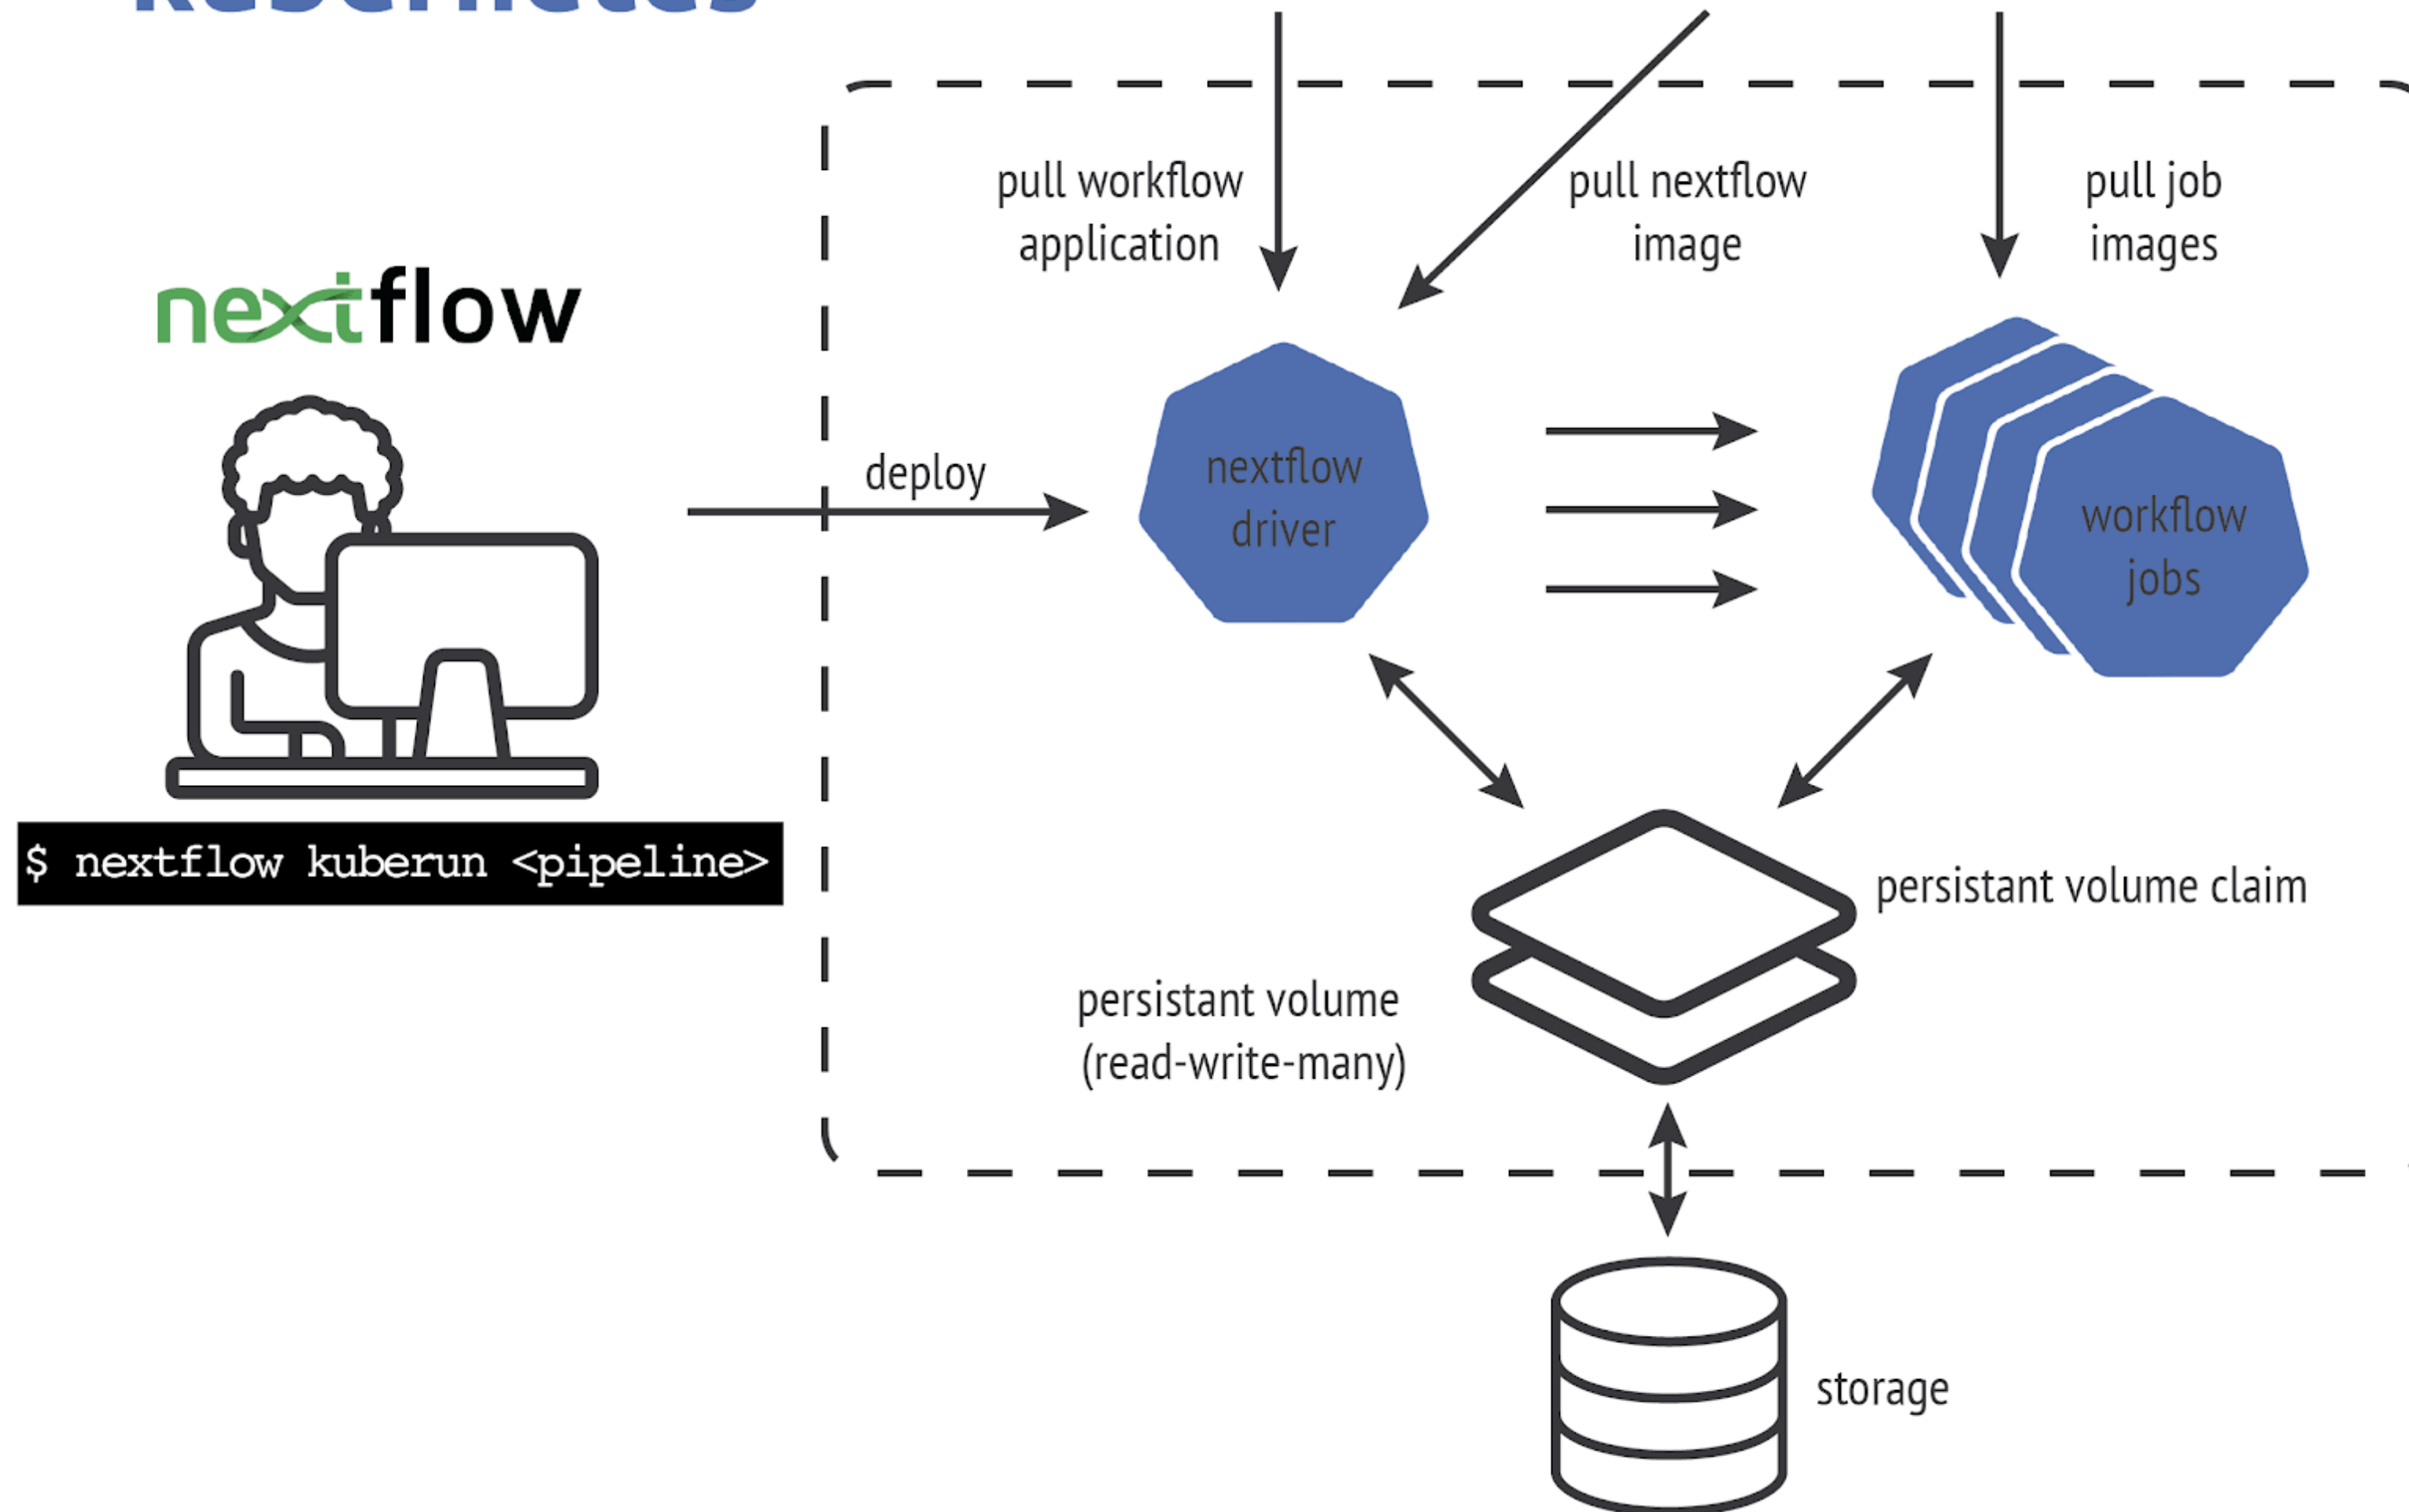 kubernetes
pull workflow
application
pull nextflow
image
pull job
images
nextflow
deploy
nextflow
driver
workflow
jobs
$ nextflow kuberun <pipeline>
persistant volume claim
persistant volume
(read-write-many)
storage